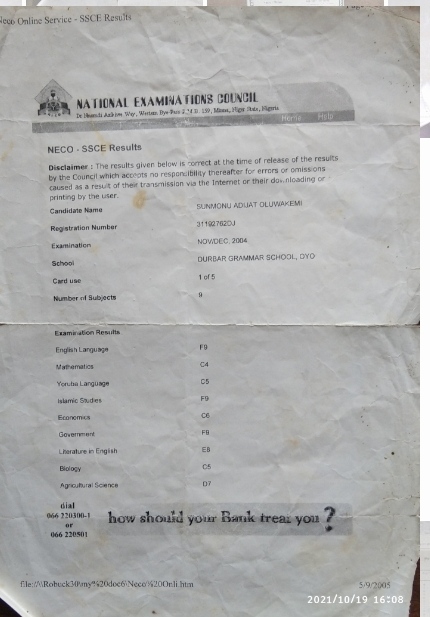 Neco Online Service - SSCE Results
NATIONAL EXAMINATIONS COUNCIL
Home Help
NECO - SSCE Results
Disclaimer : The results given below is correct at the time of release of the results
by the Council which accepts no responsibility thereafter for errors or omissions
caused as a result of their transmission via the Internet or their downloading or
printing by the user.
Candidate Name SUNMONU ADIJAT OLUWAKEMI
Registration Number 31192762DJ
Examination NOV/DEC. 2004
School DURBAR GRAMMAR SCHOOL, OYO
Card use 1 of 5
Number of Subjects 9
Examination Results
English Language F9
Mathematics C4
Yoruba Language C5
Islamic Studies F9
Economics C6
Government F9
Literature in English E8
Biology C5
Agricultural Science D7
dial
066 220300-1
or
066 220501
how should your Bank treat you ?
5/9/2005
2021/10/19 16:08